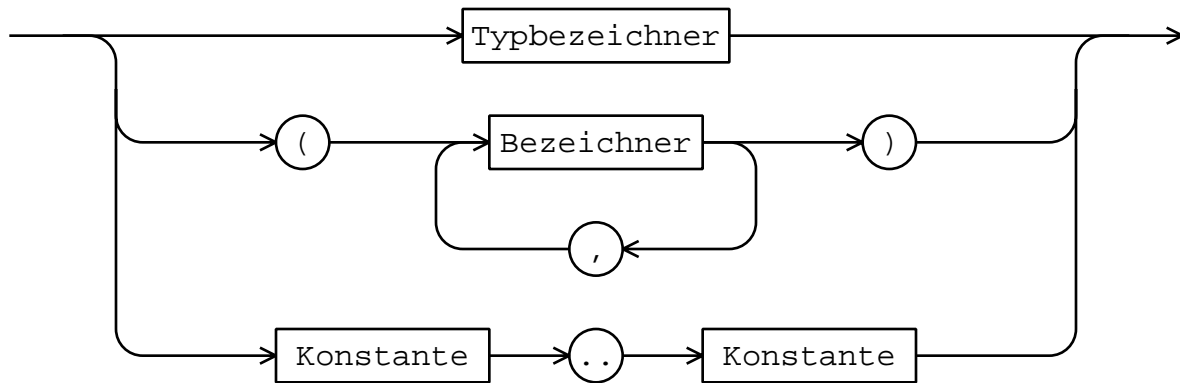 Typbezeichner
( Bezeichner )
,
Konstante .. Konstante